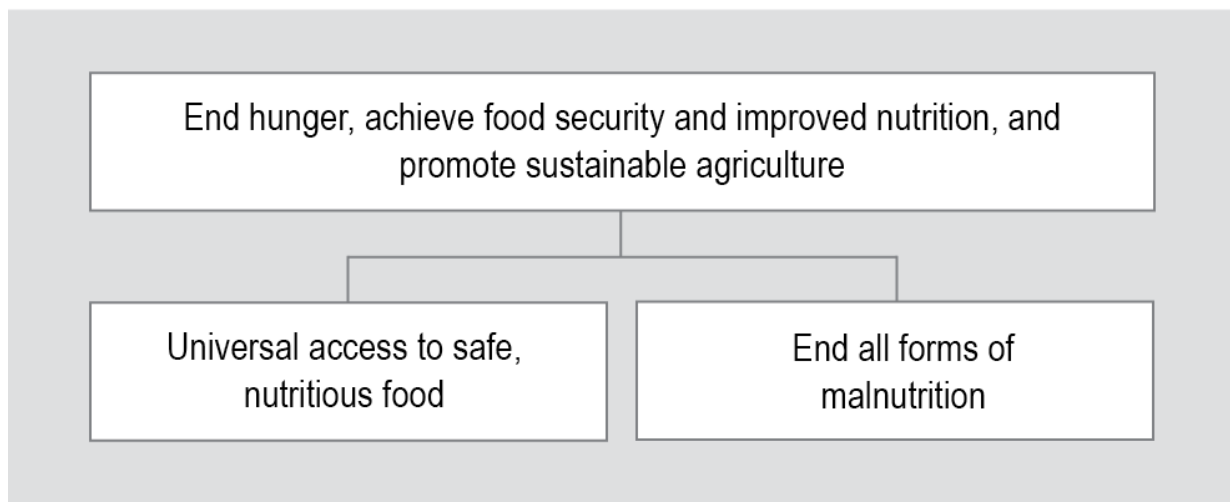 End hunger, achieve food security and improved nutrition, and
promote sustainable agriculture
Universal access to safe,
nutritious food
End all forms of
malnutrition